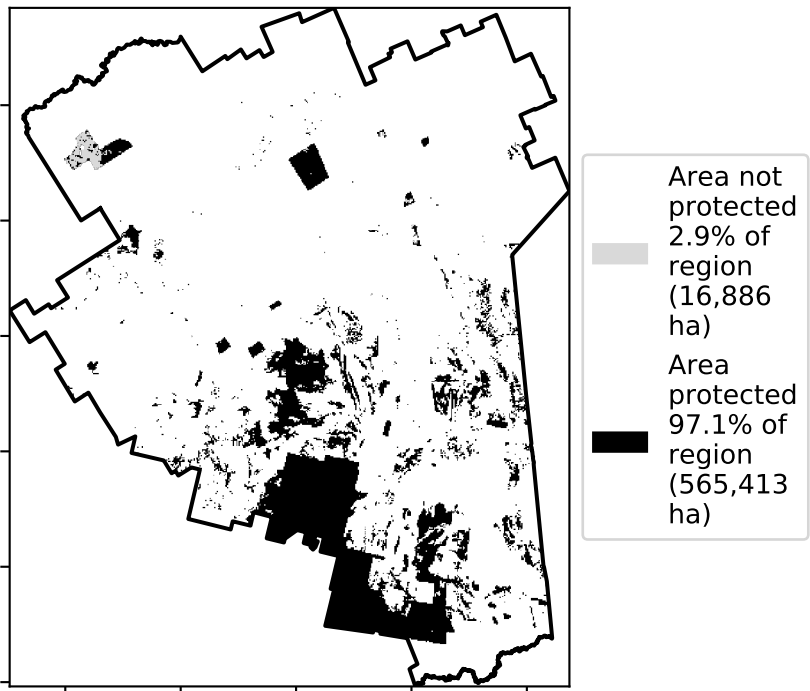 Area not
protected
2.9% of
region
(16,886
ha)
Area
protected
97.1% of
region
(565,413
ha)